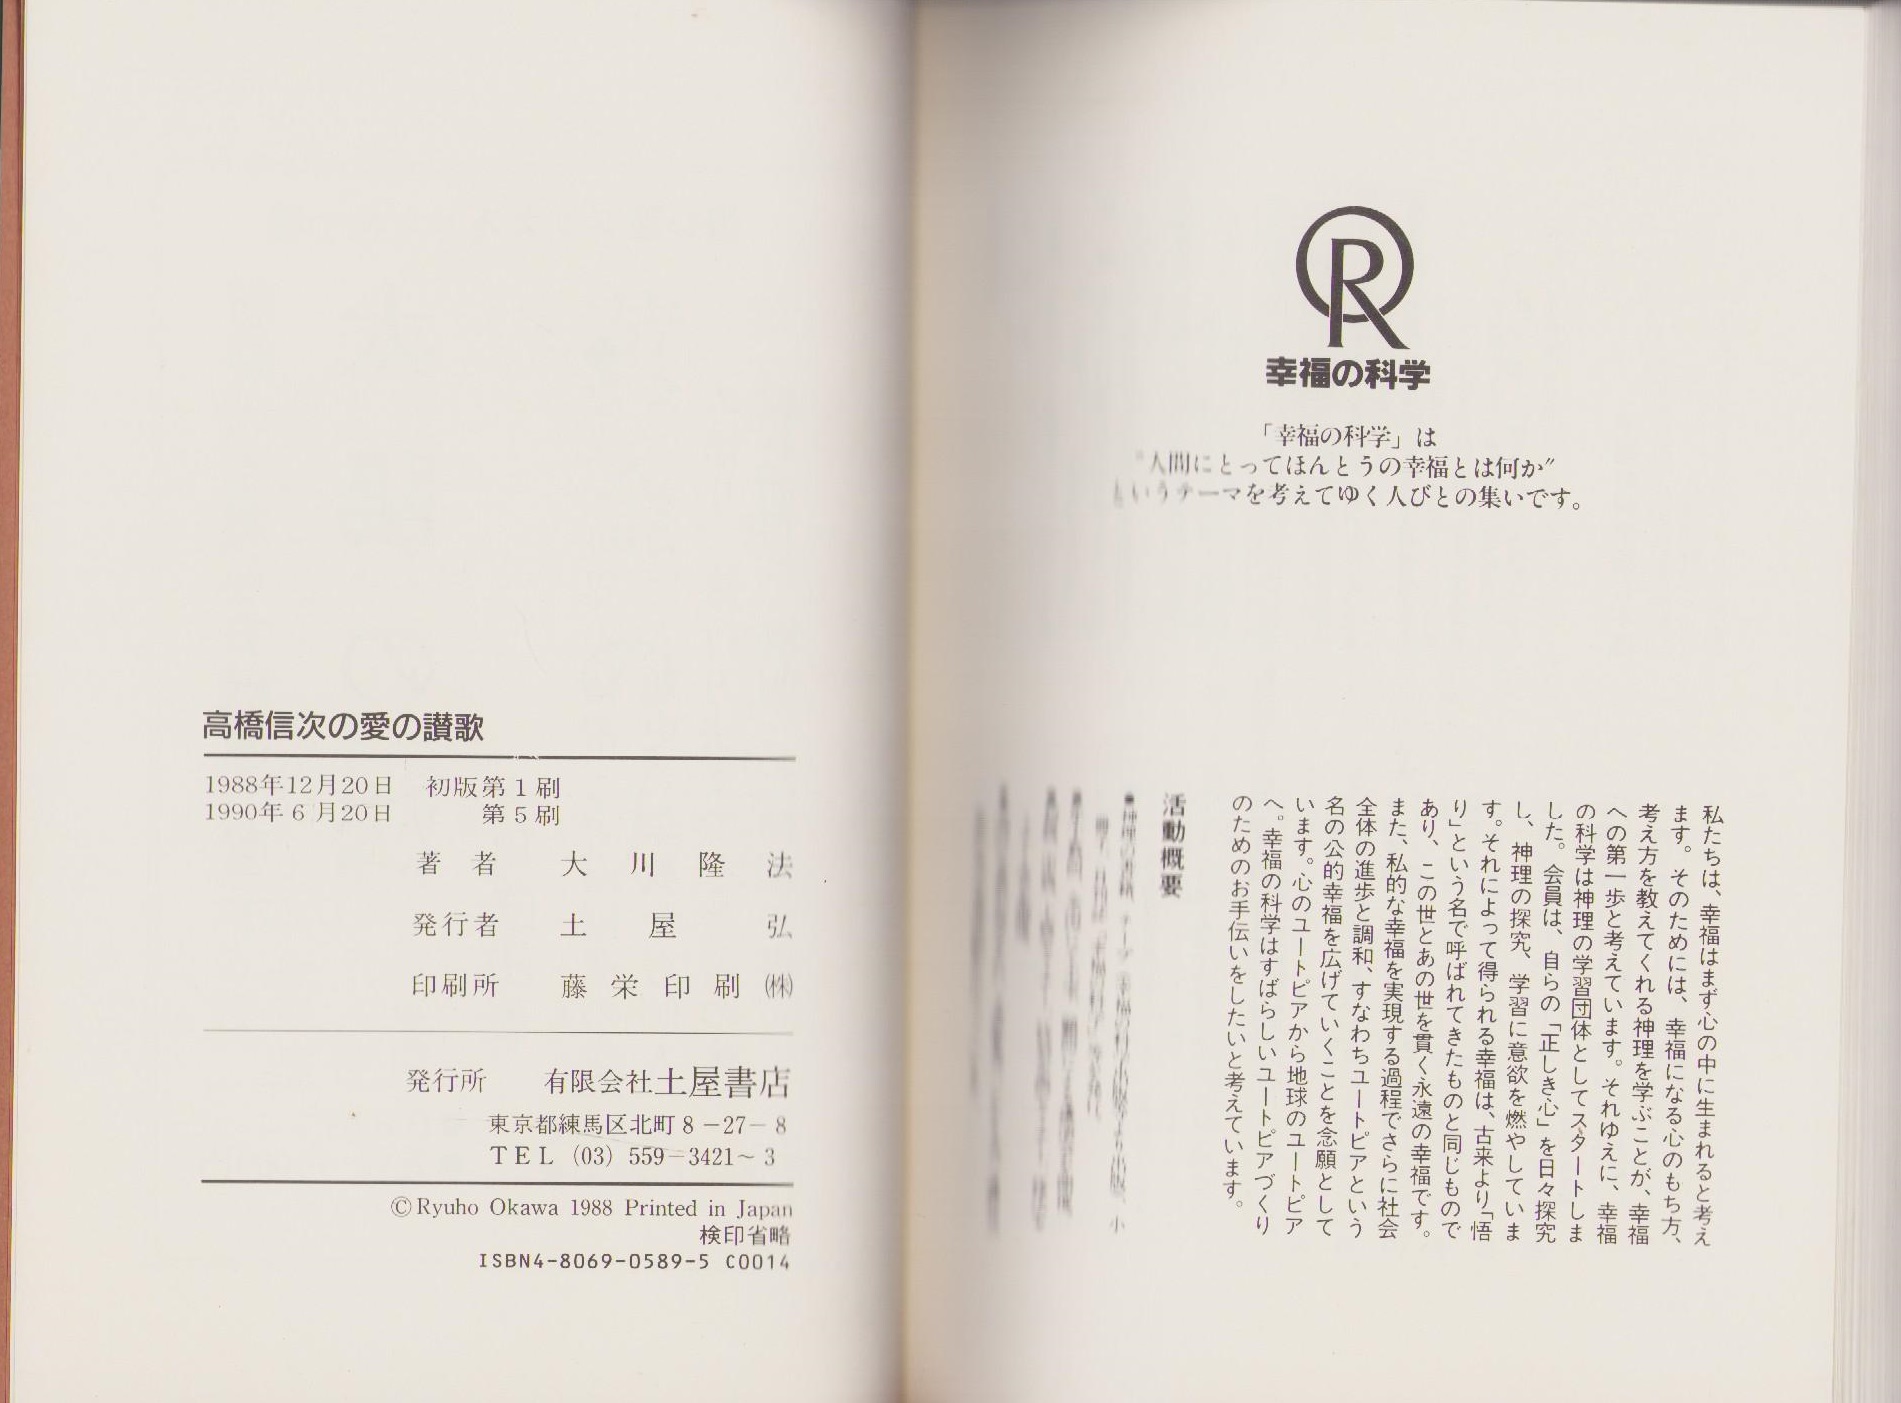 幸福の科学
「幸福の科学」は
"人間にとってほんとうの幸福とは何か"
というテーマを考えてゆく人びとの集いです。
私たちは、幸福はまず心の中に生まれると考え
ます。そのためには、幸福になる心のもち方、
考え方を教えてくれる神理を学ぶことが、幸福
への第一歩と考えています。それゆえに、幸福
の科学は神理の学習団体としてスタートしま
した。会員は、自らの「正しき心」を日々探究
し、神理の探究、学習に意欲を燃やしていま
す。それによって得られる幸福は、古来より「悟
り」という名で呼ばれてきたものと同じもので
あり、この世とあの世を貫く永遠の幸福です。
また、私的な幸福を実現する過程でさらに社会
全体の進歩と調和、すなわちユートピアという
名の公的幸福を広げていくことを念願として
います。心のユートピアから地球のユートピア
へ。幸福の科学はすばらしいユートピアづくり
のためのお手伝いをしたいと考えています。
活動概要
高橋信次の愛の讃歌
1988年12月20日 初版第1刷
1990年6月20日 第5刷
著者 大川隆法
発行者 土屋弘
印刷所 藤栄印刷㈱
発行所 有限会社土屋書店
東京都練馬区北町8-27-8
TEL (03) 559-3421~3
©Ryuho Okawa 1988 Printed in Japan
検印省略
ISBN4-8069-0589-5 C0014